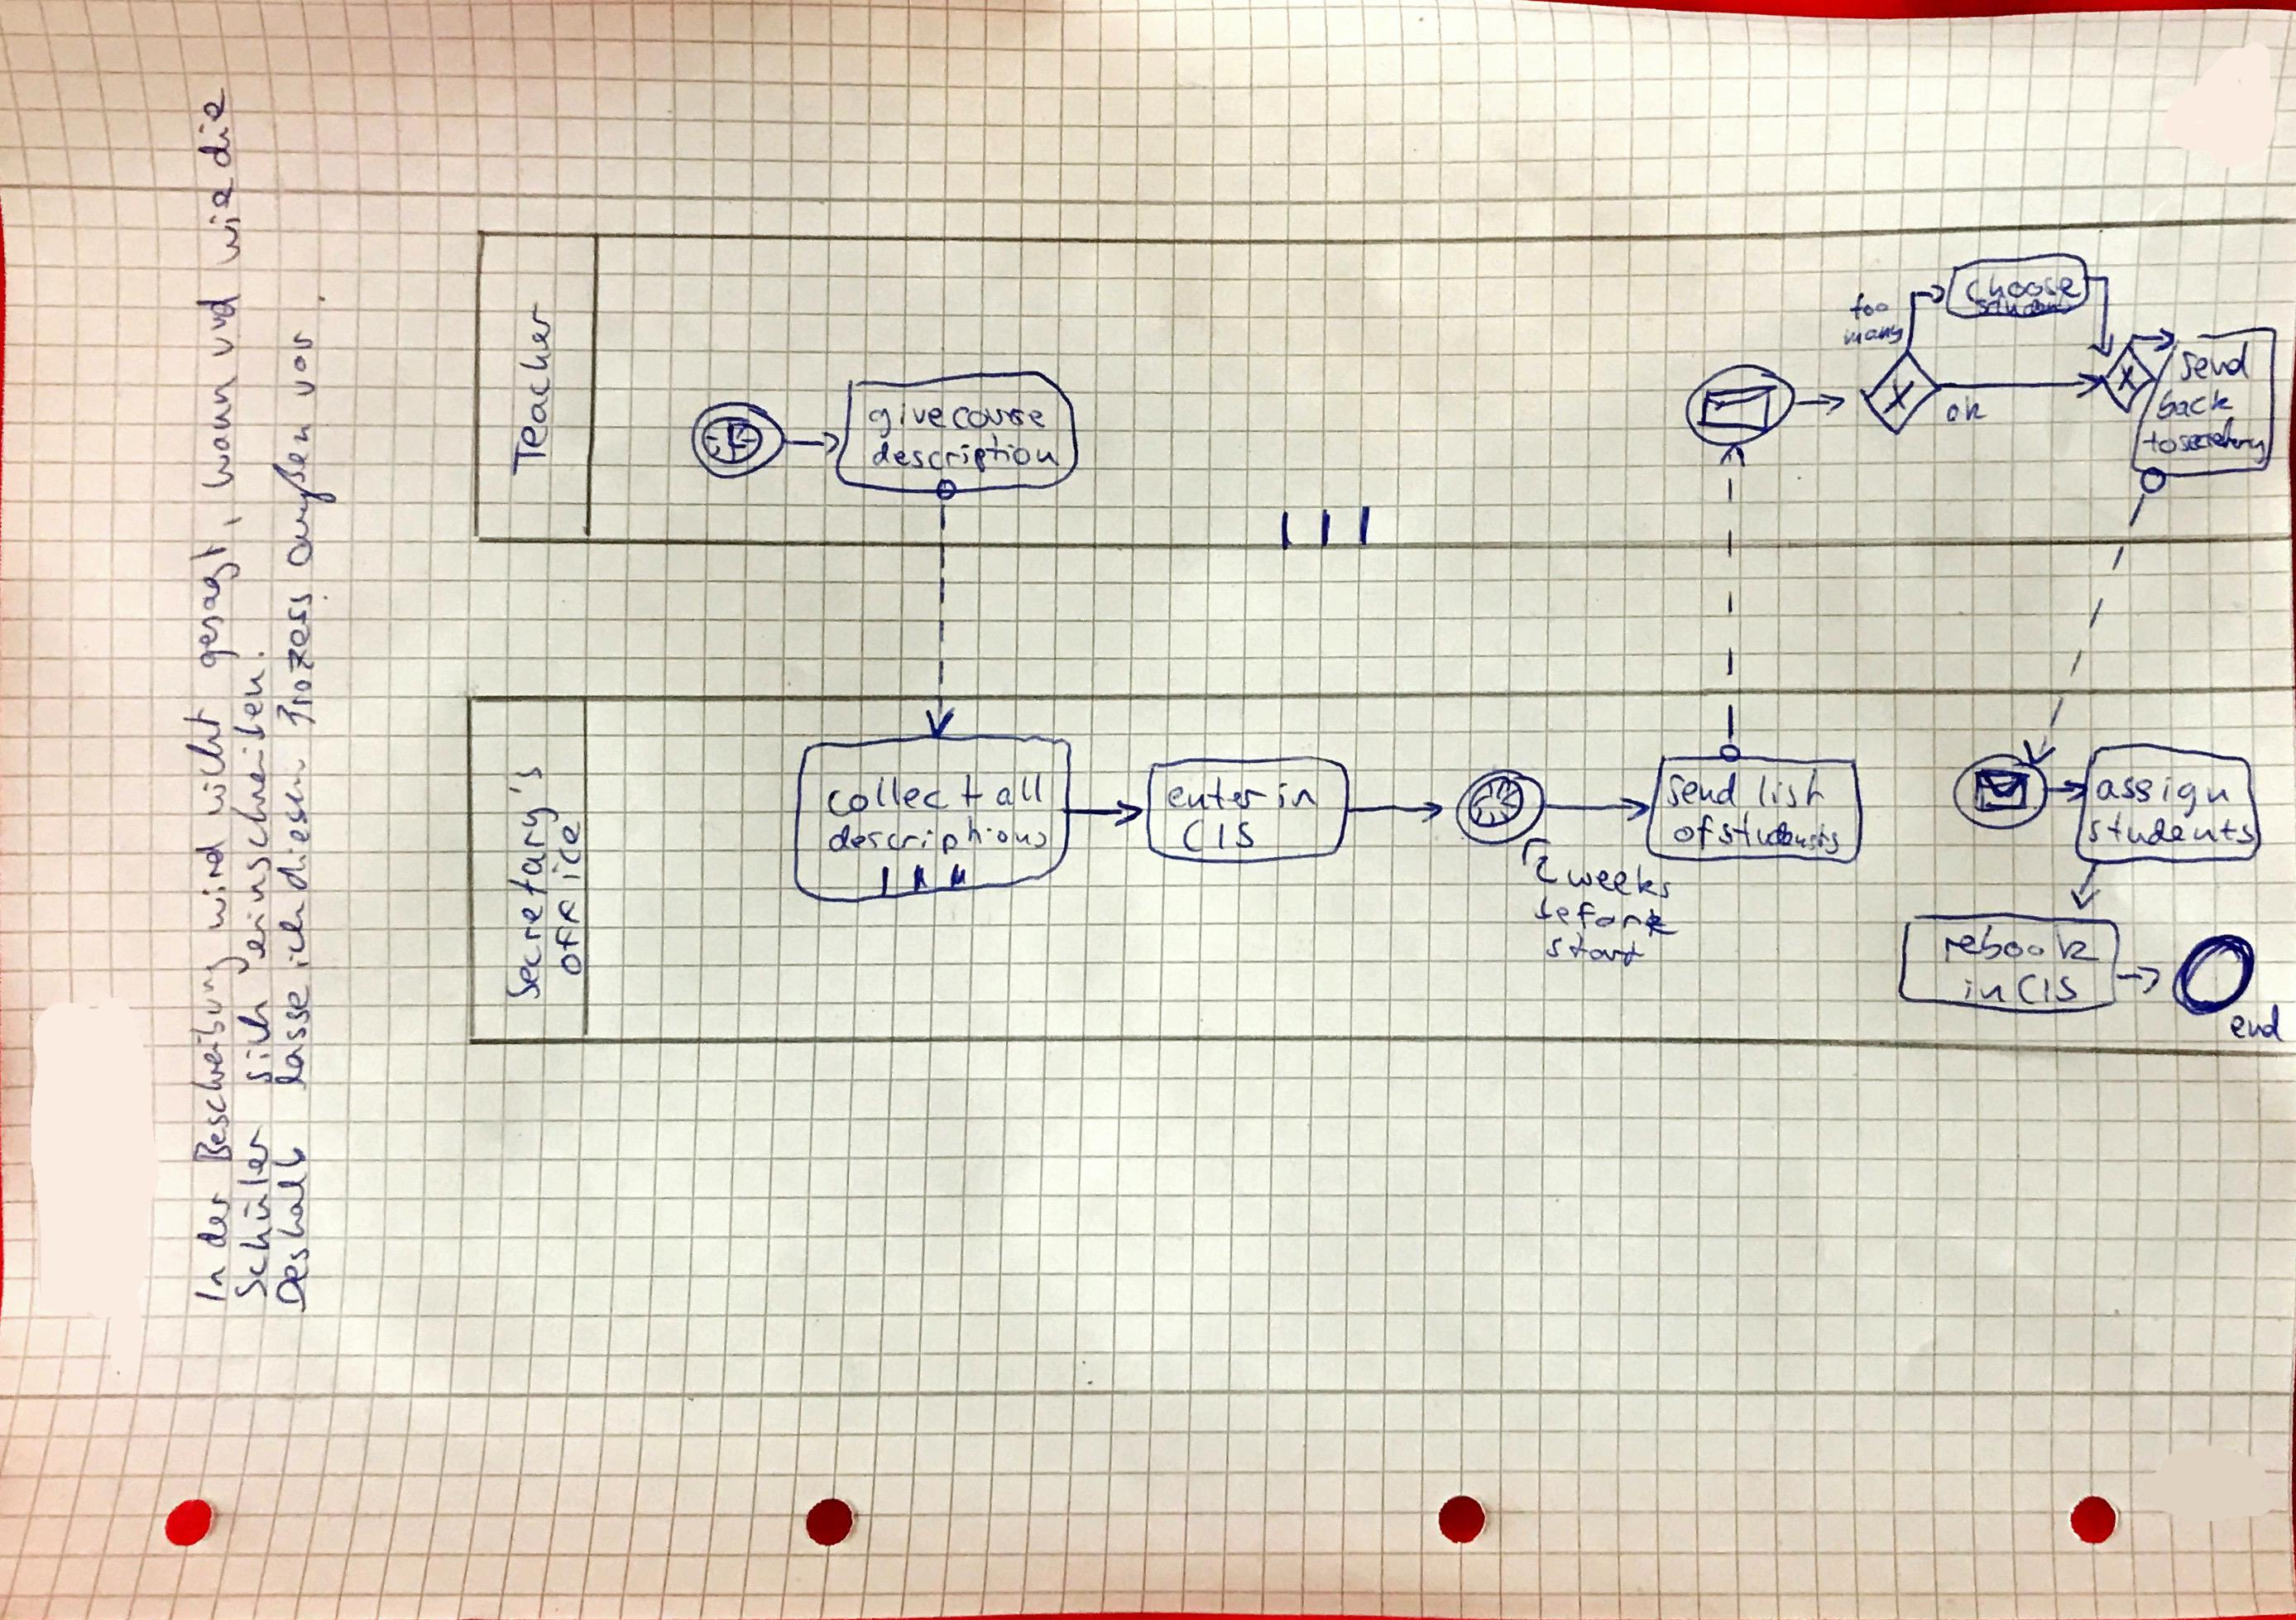 In der Beschreibung wird nicht gesagt, wann und wie die
Schüler sich einschreiben.
Deshalb lasse ich diesen Prozess außen vor.
Teacher
give course
description
too
many
choose
ok
send
back
to
Secretary's
office
collect all
descriptions
enter in
CIS
2 weeks
before
start
send list
of students
assign
students
rebook
in CIS
end